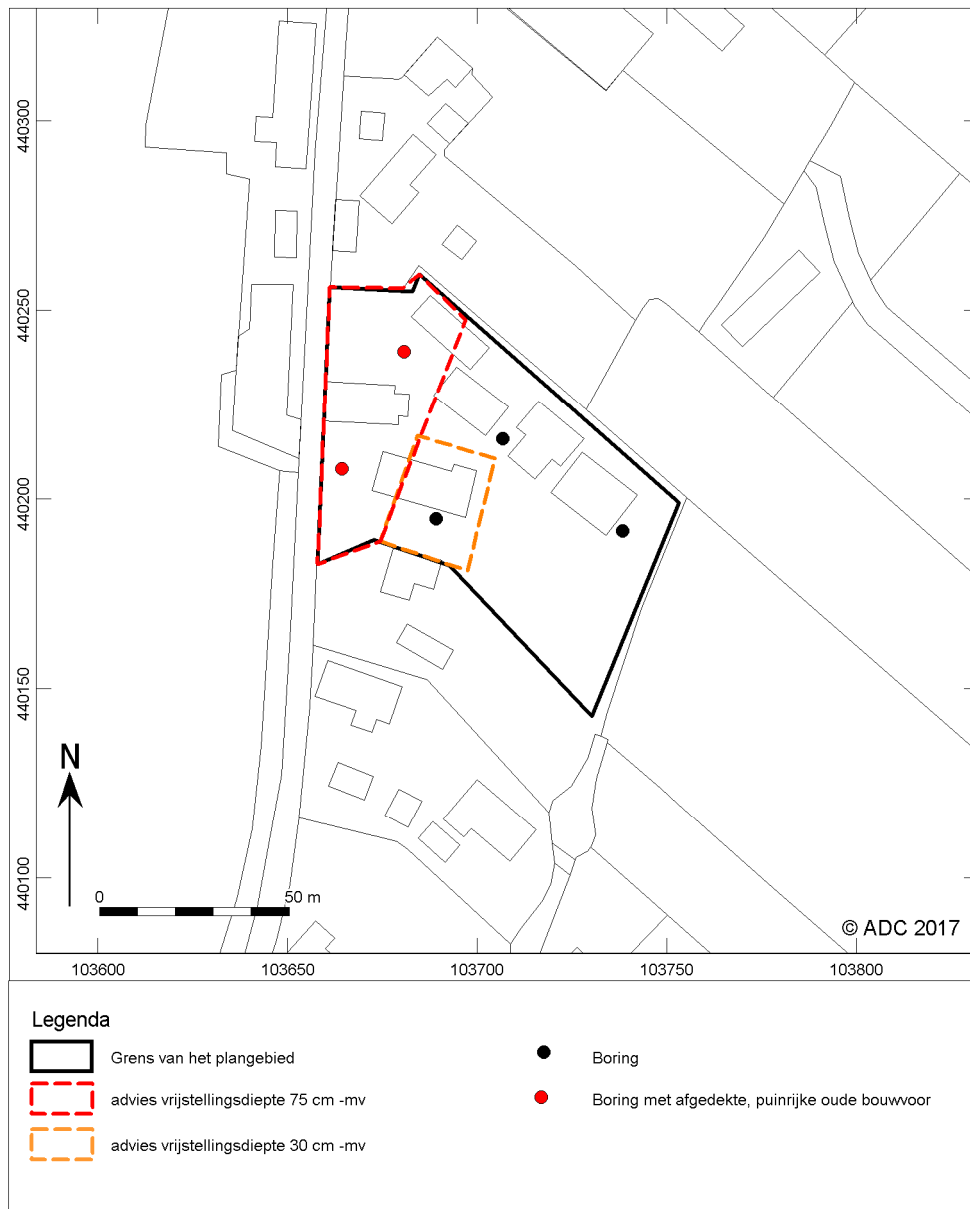 440300
440250
440200
440150
440100
N
0 50 m
© ADC 2017
103600 103650 103700 103750 103800
Legenda
Grens van het plangebied
advies vrijstellingsdiepte 75 cm -mv
advies vrijstellingsdiepte 30 cm -mv
Boring
Boring met afgedekte, puinrijke oude bouwvoor